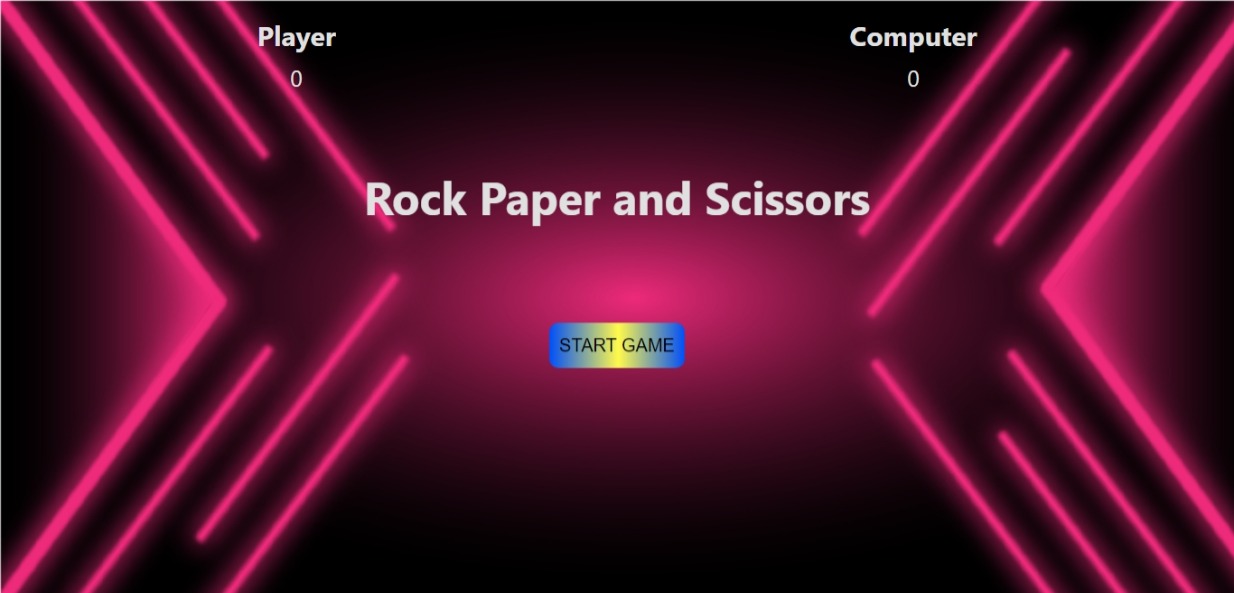 Player
Computer
0
0
Rock Paper and Scissors
START GAME